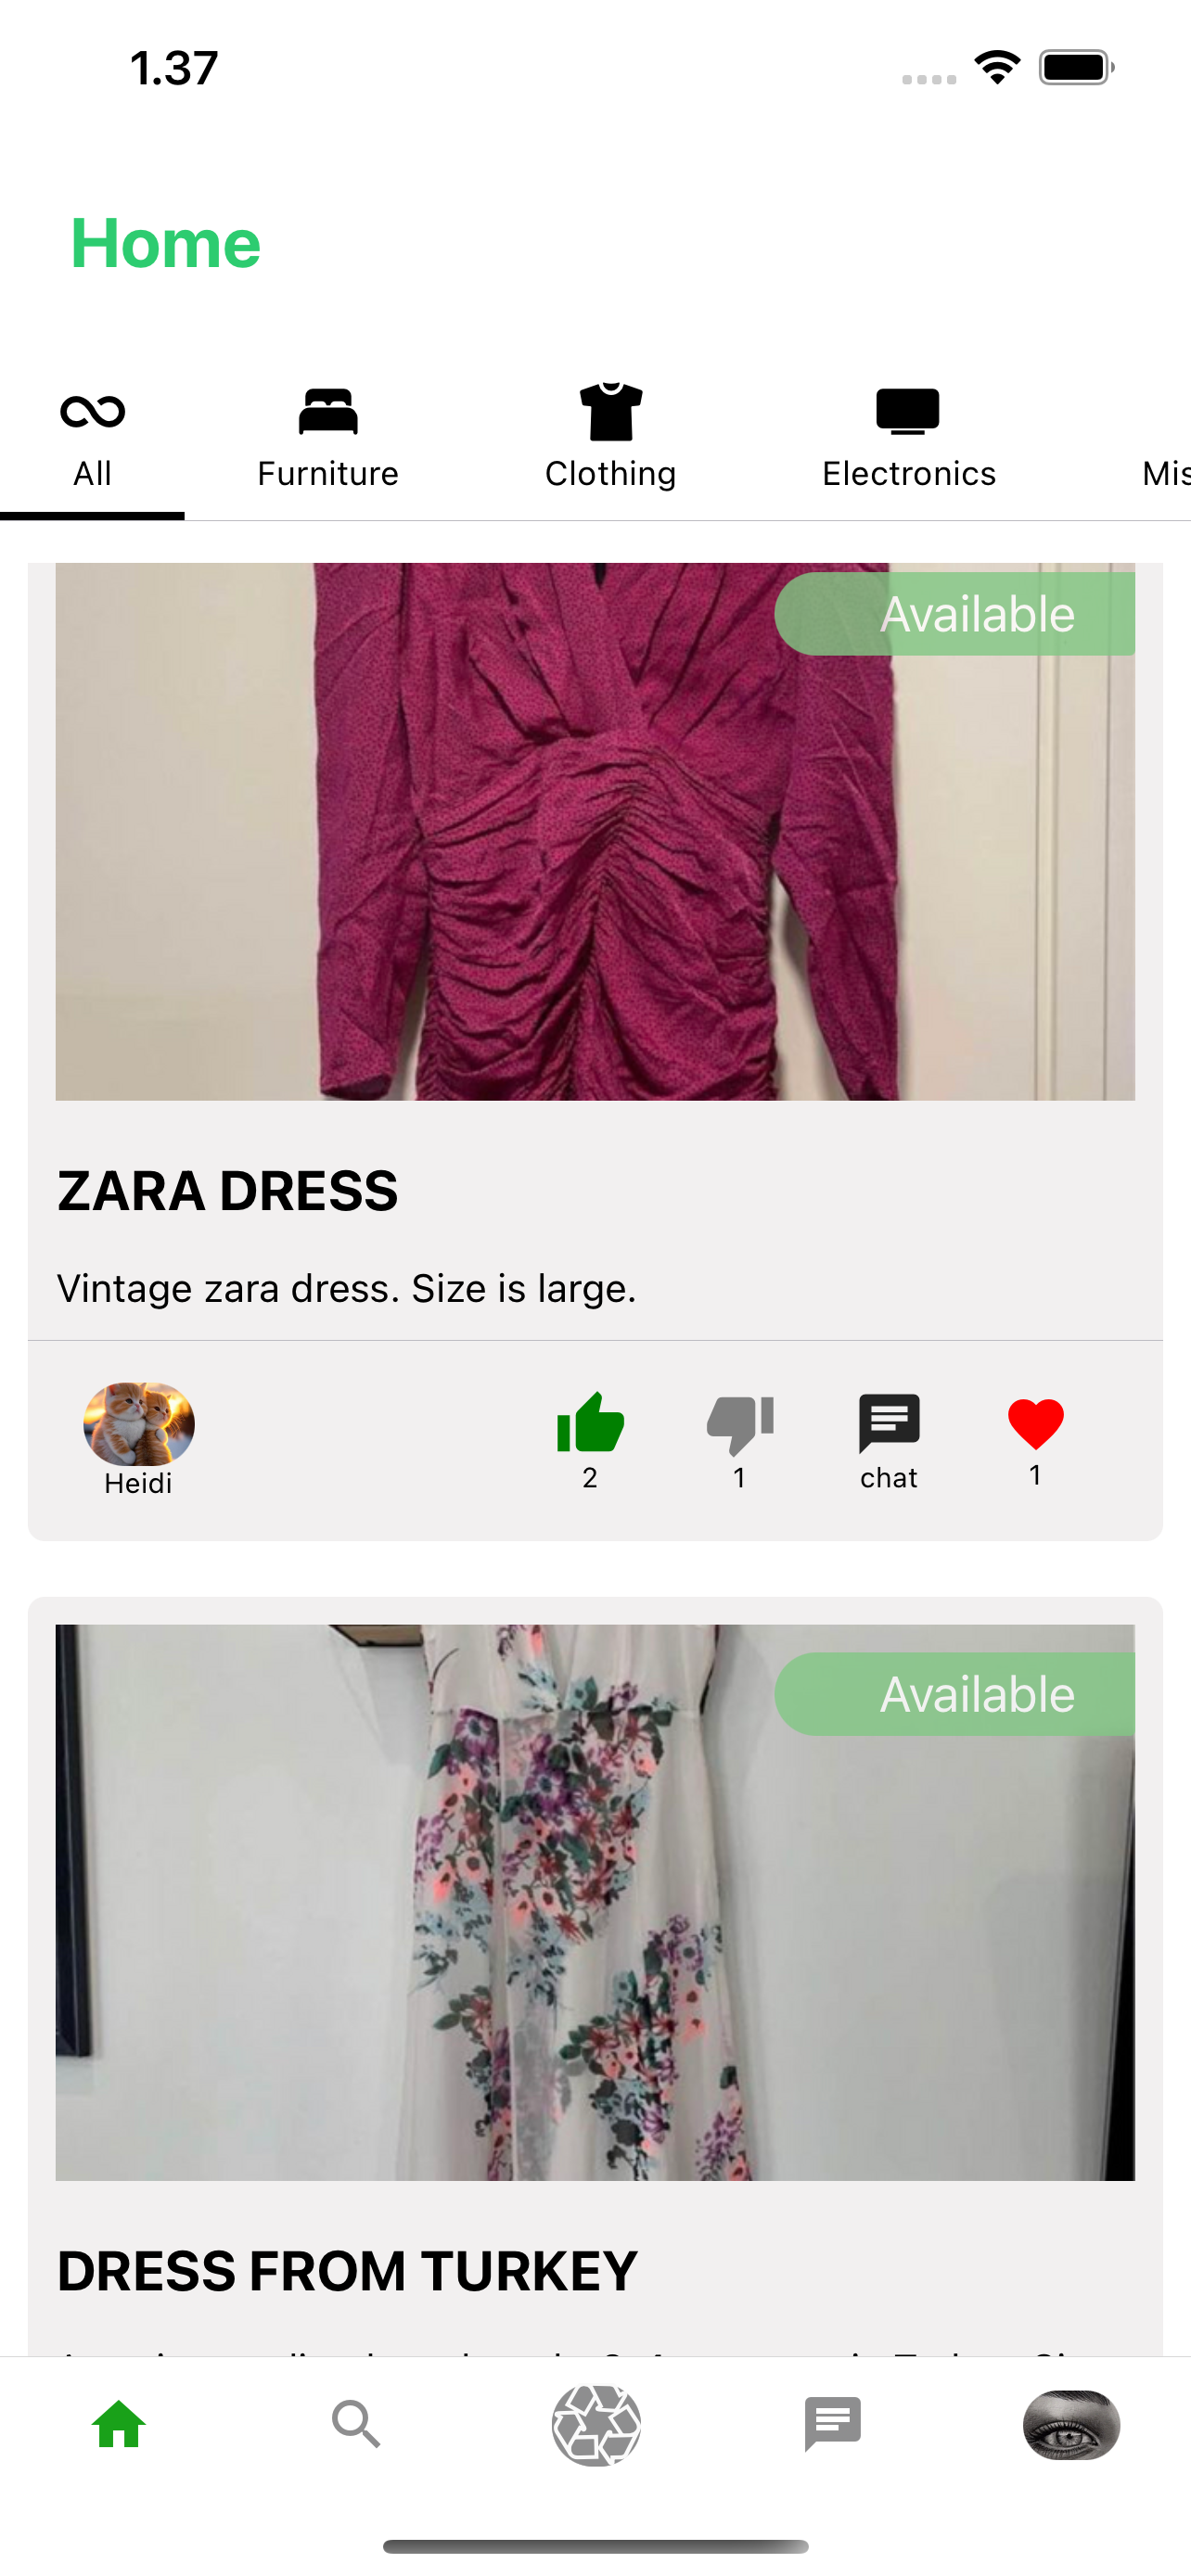 1.37
Home
All Furniture Clothing Electronics Mis
Available
ZARA DRESS
Vintage zara dress. Size is large.
Heidi 2 1 chat 1
Available
DRESS FROM TURKEY